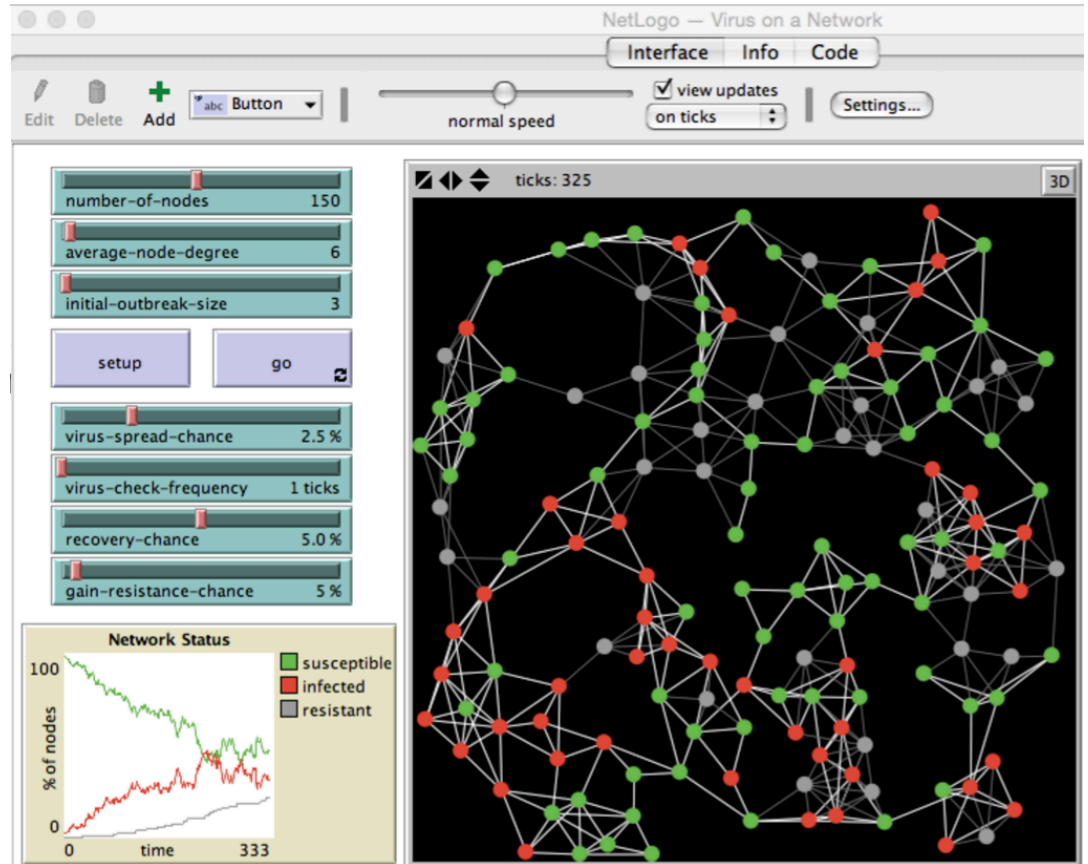 NetLogo — Virus on a Network
Interface Info Code
Edit Delete Add abc Button normal speed view updates on ticks Settings...
ticks: 325 3D
number-of-nodes 150
average-node-degree 6
initial-outbreak-size 3
setup go
virus-spread-chance 2.5 %
virus-check-frequency 1 ticks
recovery-chance 5.0 %
gain-resistance-chance 5 %
Network Status
100
% of nodes
0
0 time 333
susceptible
infected
resistant